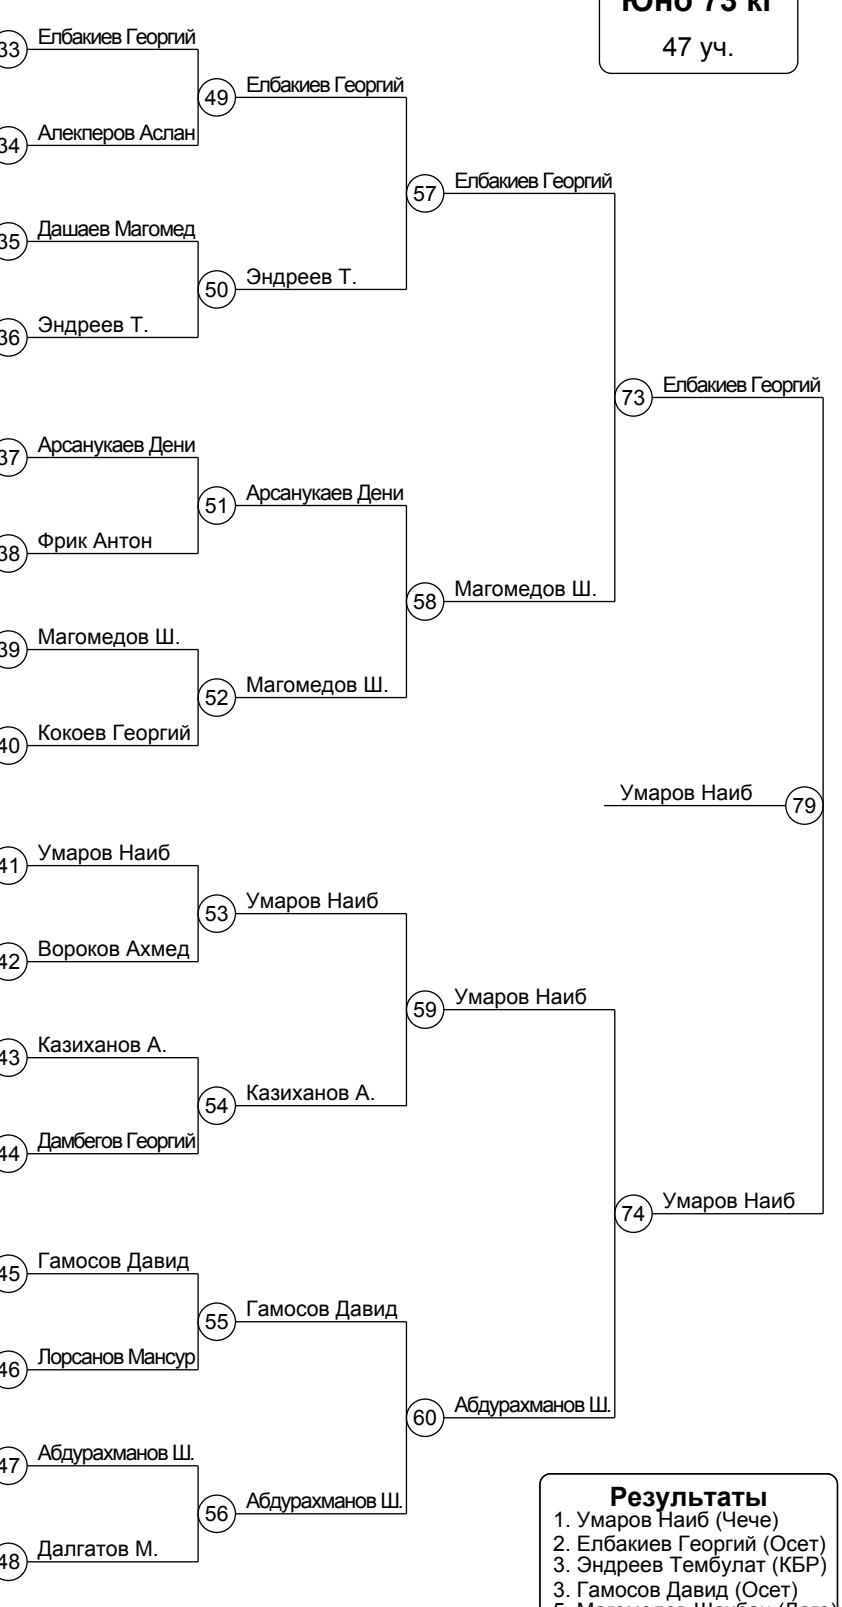 Юно 73 кг
47 уч.
33 Елбакиев Георгий
49 Елбакиев Георгий
34 Алекперов Аслан
57 Елбакиев Георгий
35 Дашаев Магомед
50 Эндреев Т.
36 Эндреев Т.
73 Елбакиев Георгий
37 Арсанукаев Дени
51 Арсанукаев Дени
38 Фрик Антон
58 Магомедов Ш.
39 Магомедов Ш.
52 Магомедов Ш.
40 Кокоев Георгий
Умаров Наиб 79
41 Умаров Наиб
53 Умаров Наиб
42 Вороков Ахмед
59 Умаров Наиб
43 Казиханов А.
54 Казиханов А.
44 Дамбегов Георгий
74 Умаров Наиб
45 Гамосов Давид
55 Гамосов Давид
46 Лорсанов Мансур
60 Абдурахманов Ш.
47 Абдурахманов Ш.
56 Абдурахманов Ш.
48 Далгатов М.
Результаты
1. Умаров Наиб (Чече)
2. Елбакиев Георгий (Осет)
3. Эндреев Тембулат (КБР)
3. Гамосов Давид (Осет)
5. Магомедов Шахбан (Даге)